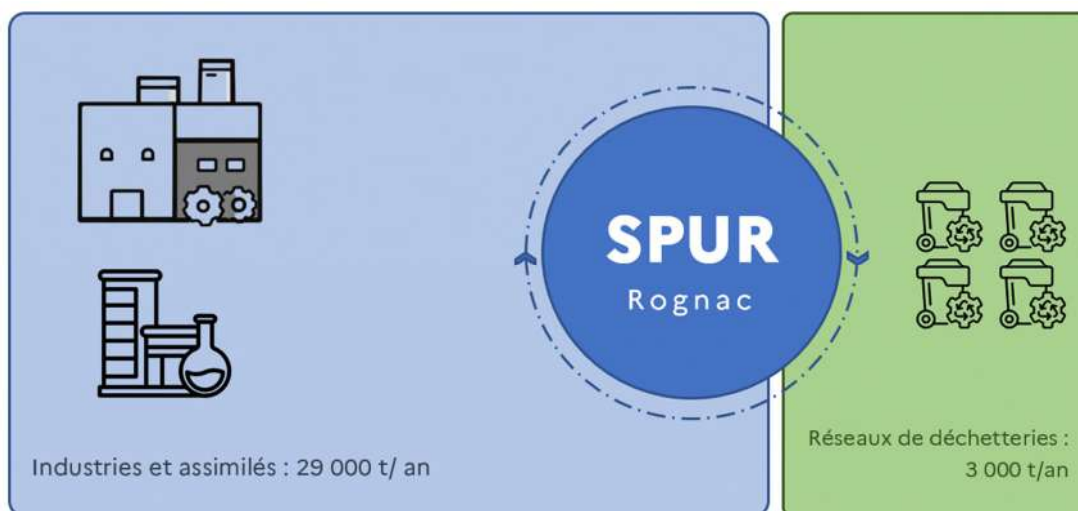 SPUR
Rognac
Industries et assimilés : 29 000 t/ an
Réseaux de déchetteries :
3 000 t/an